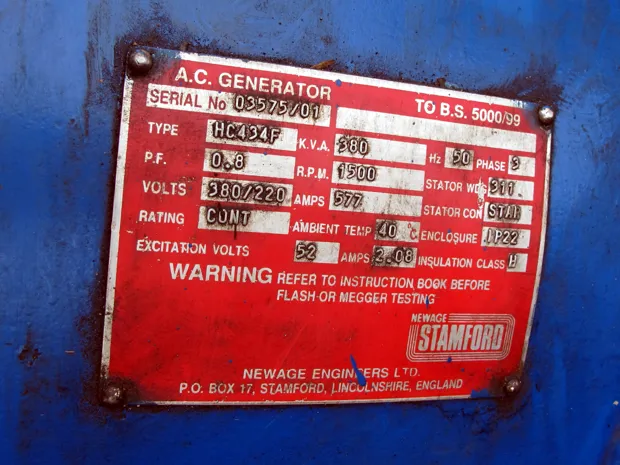 A.C. GENERATOR
SERIAL No 03575/01 TO B.S. 5000/99
TYPE HC434F K.V.A. 380 Hz 50 PHASE 3
P.F. 0.8 R.P.M. 1500 STATOR WDG 311
VOLTS 380/220 AMPS 577 STATOR CON STAR
RATING CONT AMBIENT TEMP 40 °C ENCLOSURE IP22
EXCITATION VOLTS 52 AMPS 2.08 INSULATION CLASS H
WARNING REFER TO INSTRUCTION BOOK BEFORE
FLASH OR MEGGER TESTING
NEWAGE
STAMFORD
NEWAGE ENGINEERS LTD.
P.O. BOX 17, STAMFORD, LINCOLNSHIRE, ENGLAND